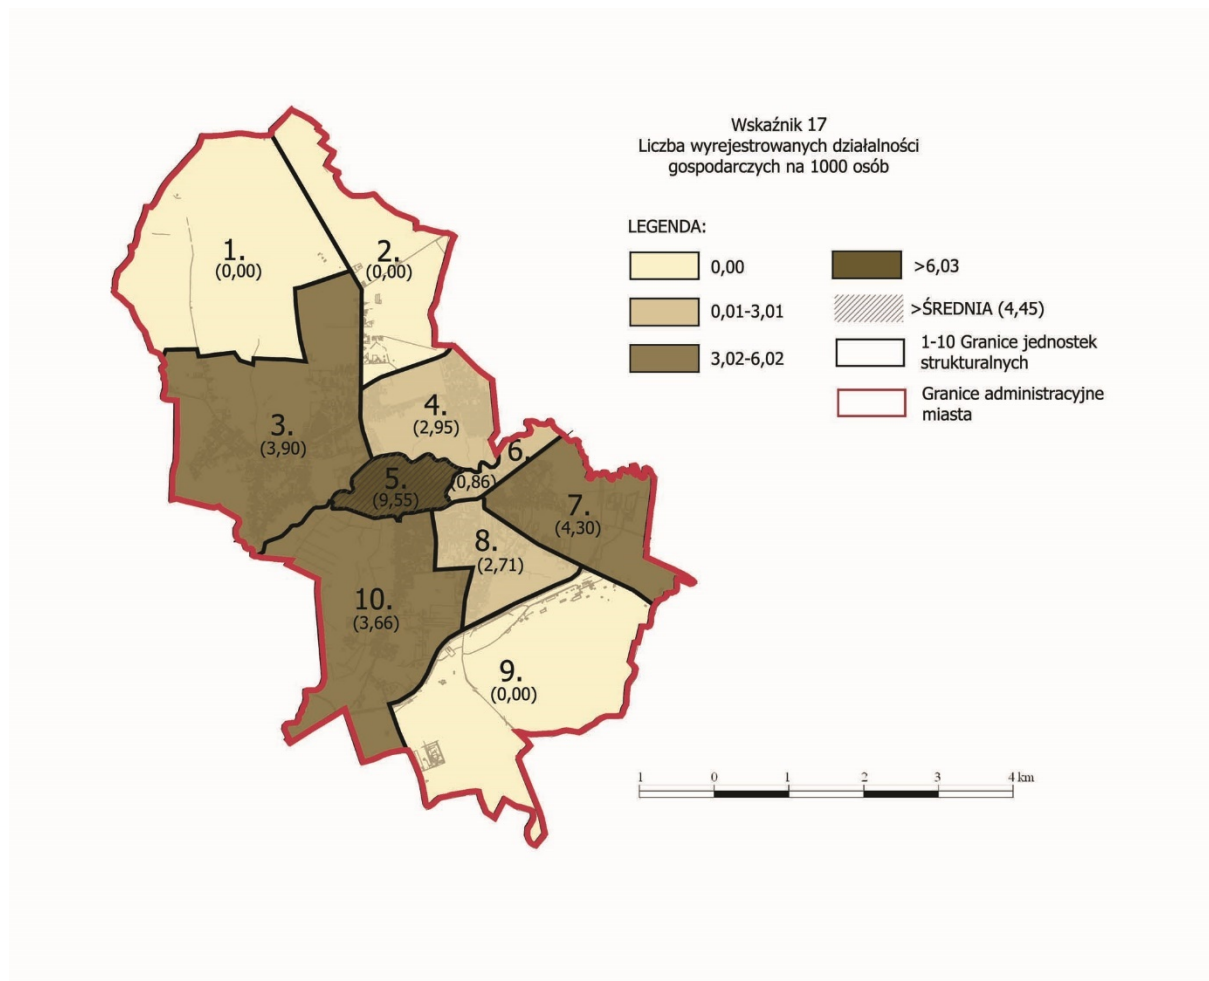 Wskaźnik 17
Liczba wyrejestrowanych działalności
gospodarczych na 1000 osób
LEGENDA:
0,00
0,01-3,01
3,02-6,02
>6,03
>ŚREDNIA (4,45)
1-10 Granice jednostek
strukturalnych
Granice administracyjne
miasta
1.
(0,00)
2.
(0,00)
3.
(3,90)
4.
(2,95)
5.
(9,55)
6.
(0,86)
7.
(4,30)
8.
(2,71)
9.
(0,00)
10.
(3,66)
1 0 1 2 3 4 km